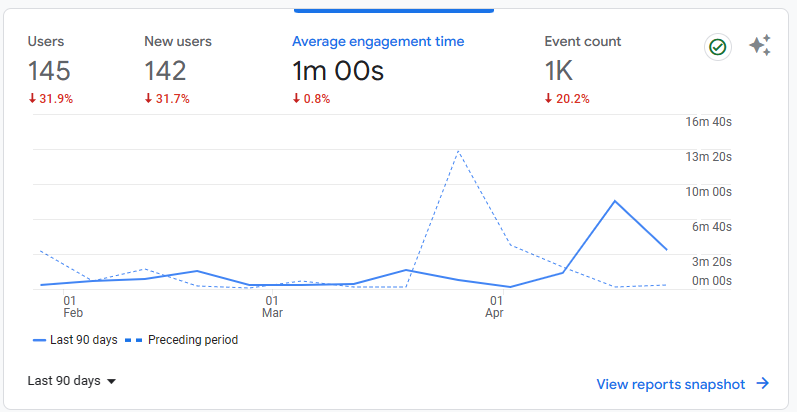 Users
145
31.9%
New users
142
31.7%
Average engagement time
1m 00s
0.8%
Event count
1K
20.2%
16m 40s
13m 20s
10m 00s
6m 40s
3m 20s
0m 00s
01
Feb
01
Mar
01
Apr
Last 90 days
Preceding period
Last 90 days
View reports snapshot